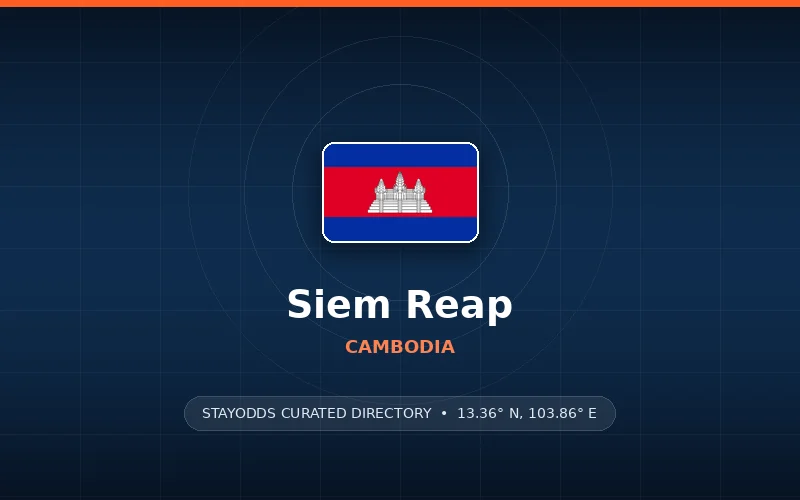 Siem Reap
CAMBODIA
STAYODDS CURATED DIRECTORY • 13.36° N, 103.86° E